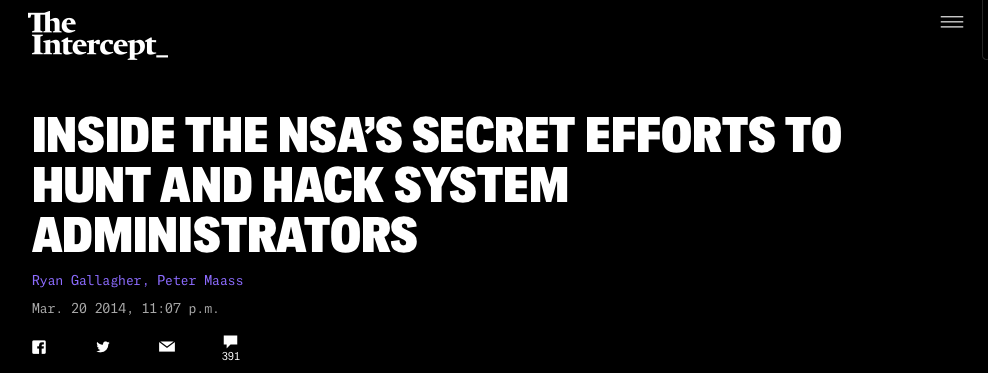 The
Intercept_
INSIDE THE NSA’S SECRET EFFORTS TO
HUNT AND HACK SYSTEM
ADMINISTRATORS
Ryan Gallagher, Peter Maass
Mar. 20 2014, 11:07 p.m.
391